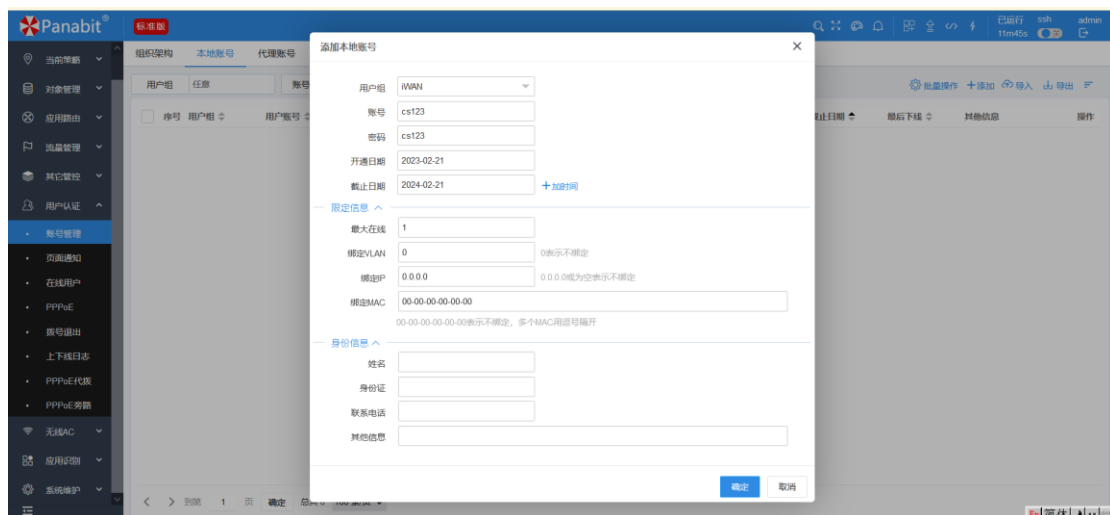 Panabit®
标准版
已运行 ssh admin
11m45s
组织架构 本地账号 代理账号
添加本地账号
当前策略
对象管理
应用路由
流量管理
其它管控
用户认证
账号管理
页面通知
在线用户
PPPoE
拨号退出
上下线日志
PPPoE代拨
PPPoE旁路
无线AC
应用识别
系统维护
用户组 任意 账号
批量操作 添加 导入 导出
序号 用户组 用户账号 截止日期 最后下线 其他信息 操作
用户组 iWAN
账号 cs123
密码 cs123
开通日期 2023-02-21
截止日期 2024-02-21 +加时间
限定信息
最大在线 1
绑定VLAN 0 0表示不绑定
绑定IP 0.0.0.0 0.0.0.0或为空表示不绑定
绑定MAC 00-00-00-00-00-00
00-00-00-00-00-00表示不绑定，多个MAC用逗号隔开
身份信息
姓名
身份证
联系电话
其他信息
确定 取消
到第 1 页 确定
简体